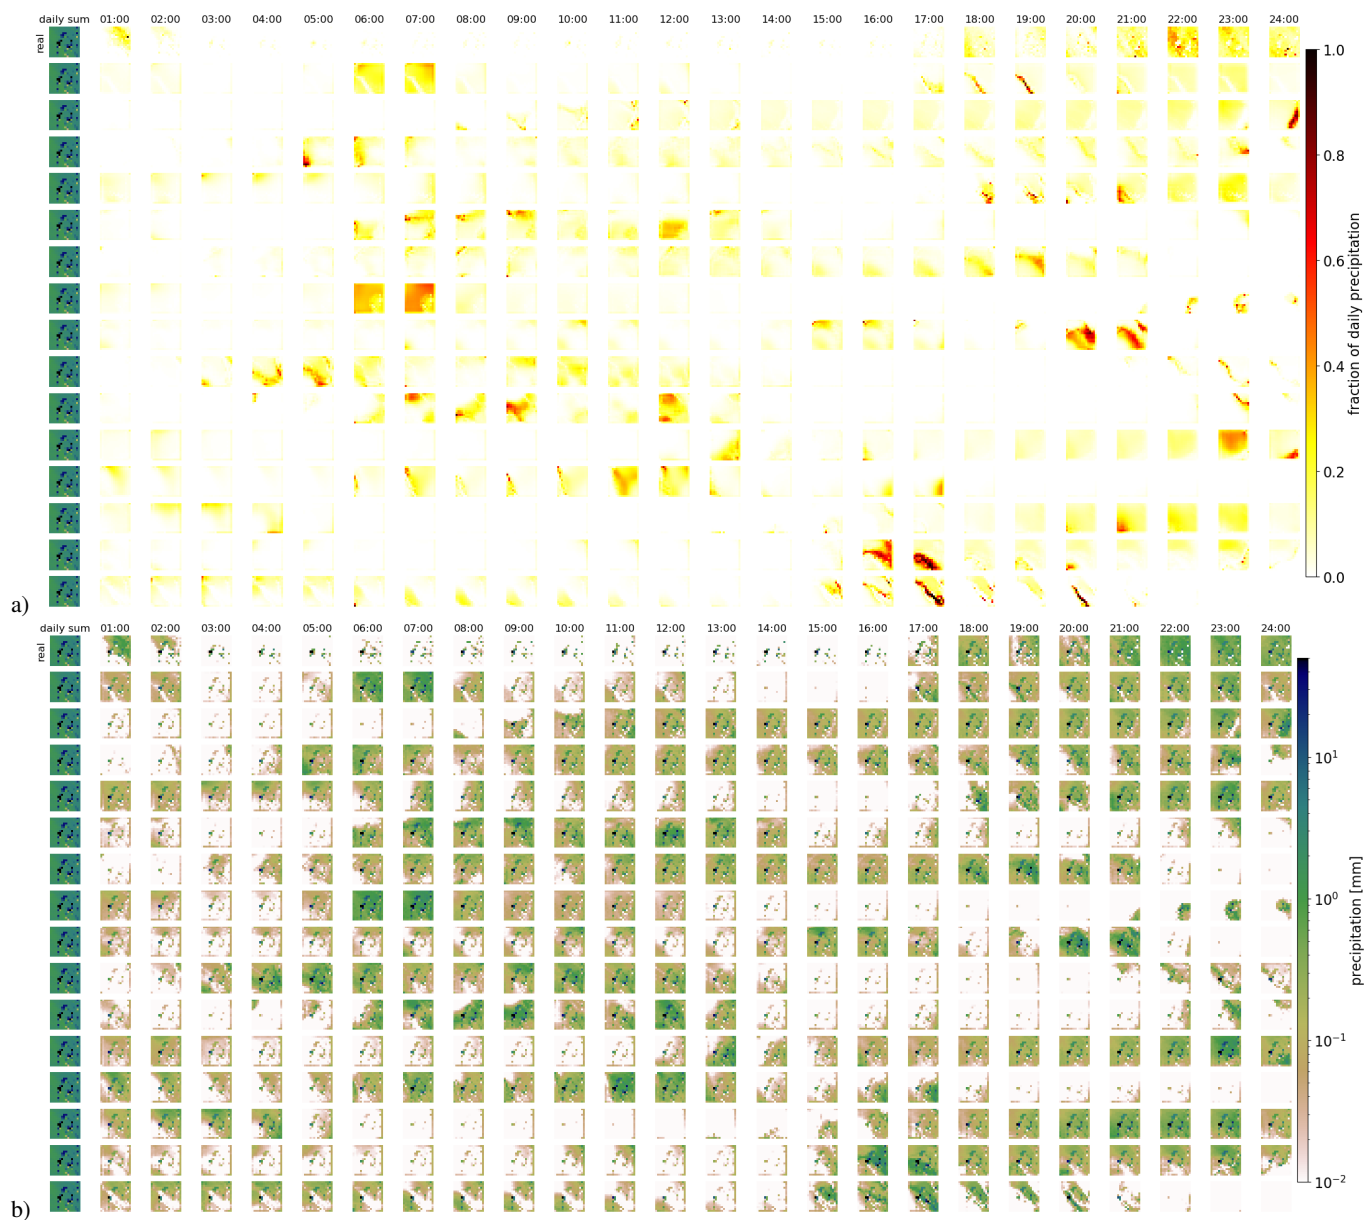 daily sum 01:00 02:00 03:00 04:00 05:00 06:00 07:00 08:00 09:00 10:00 11:00 12:00 13:00 14:00 15:00 16:00 17:00 18:00 19:00 20:00 21:00 22:00 23:00 24:00
real
1.0
0.8
0.6
0.4
0.2
0.0
fraction of daily precipitation
a)
daily sum 01:00 02:00 03:00 04:00 05:00 06:00 07:00 08:00 09:00 10:00 11:00 12:00 13:00 14:00 15:00 16:00 17:00 18:00 19:00 20:00 21:00 22:00 23:00 24:00
real
10¹
10⁰
10⁻¹
10⁻²
precipitation [mm]
b)